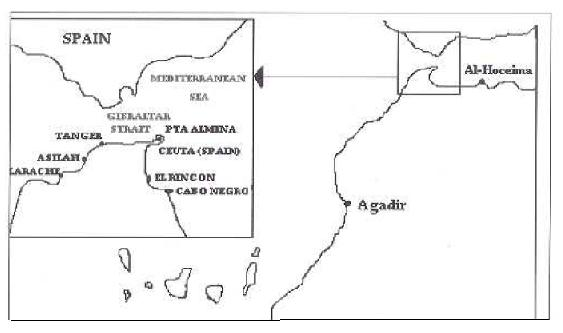 SPAIN
MEDITERRANEAN
SEA
GIBRALTAR
STRAIT
PTA ALMINA
TANGER
CEUTA (SPAIN)
ASILAH
LARACHE
EL RINCON
CABO NEGRO
Al-Hoceima
Agadir